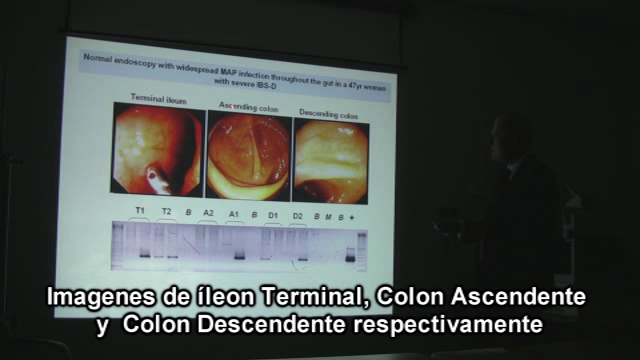 Normal endoscopy with widespread MAP infection throughout the gut in a 47yr woman
with severe IBS-D
Terminal ileum
Ascending colon
Descending colon
T1 T2 B A2 A1 B D1 D2 B M B +
Imagenes de íleon Terminal, Colon Ascendente
y Colon Descendente respectivamente